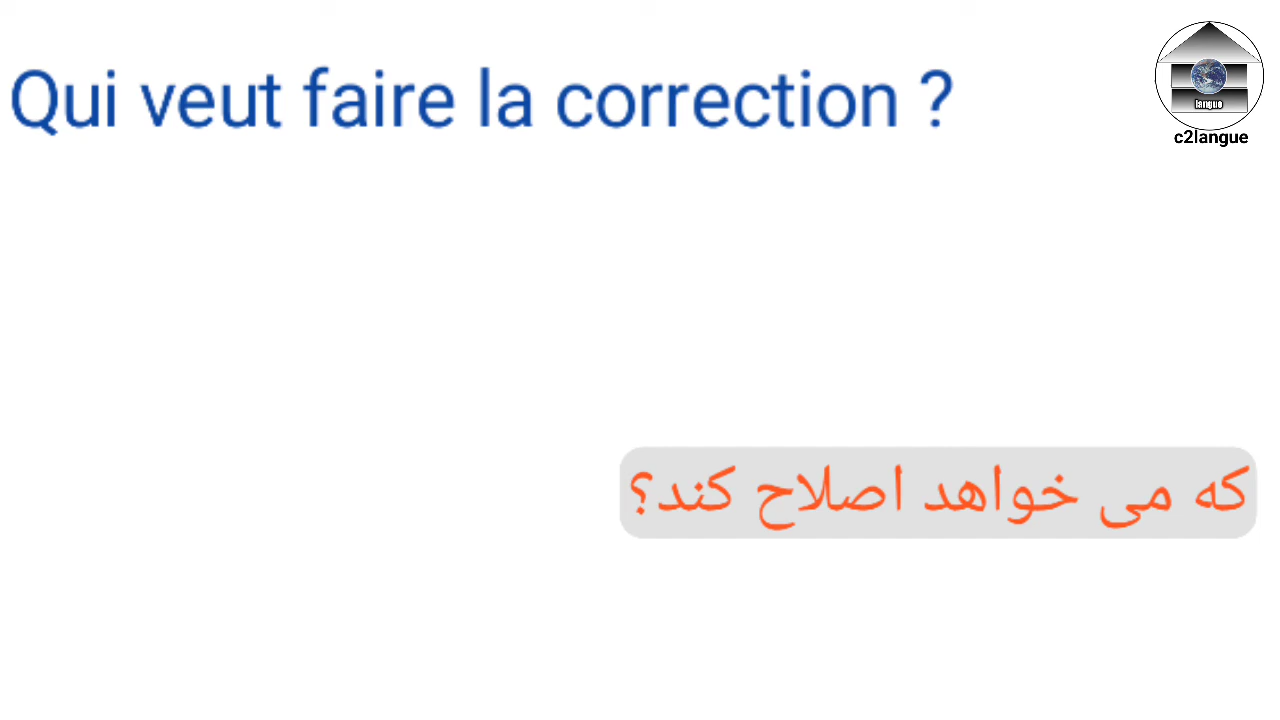 Qui veut faire la correction ?
langue
c2langue
که می خواهد اصلاح کند؟